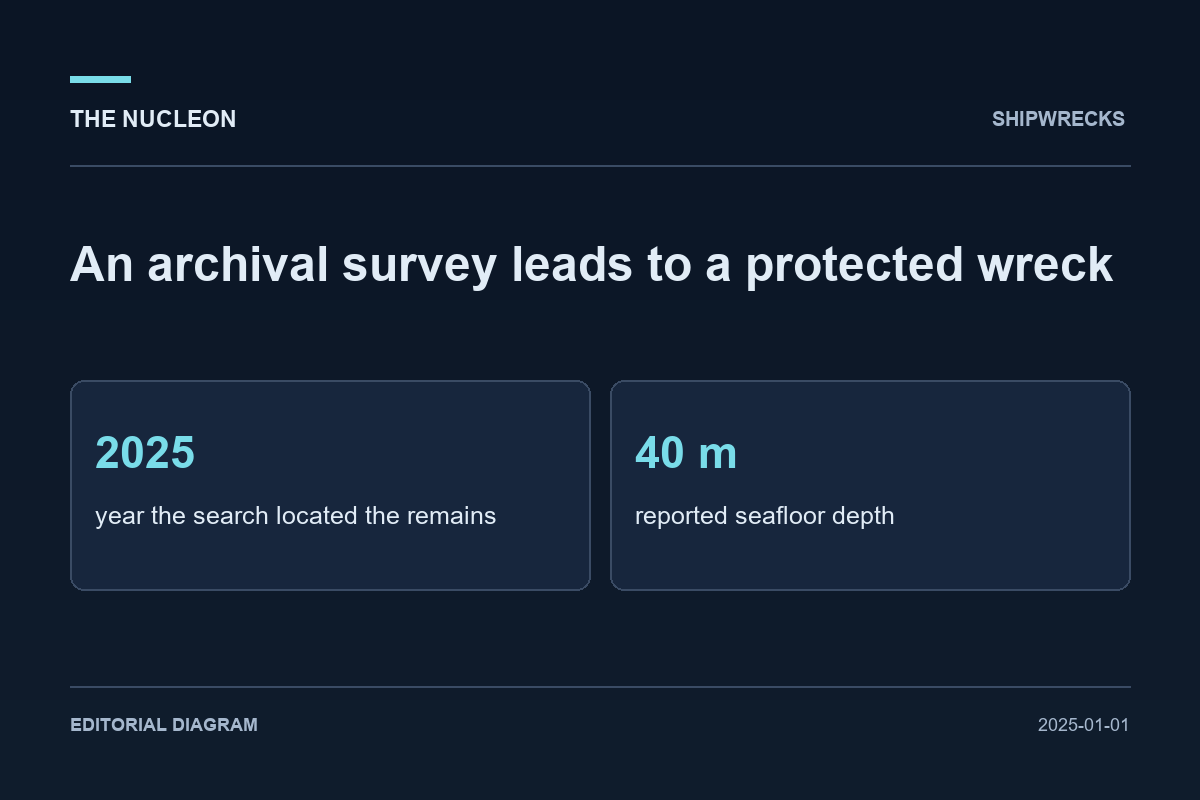 THE NUCLEON
SHIPWRECKS
An archival survey leads to a protected wreck
2025
year the search located the remains
40 m
reported seafloor depth
EDITORIAL DIAGRAM
2025-01-01